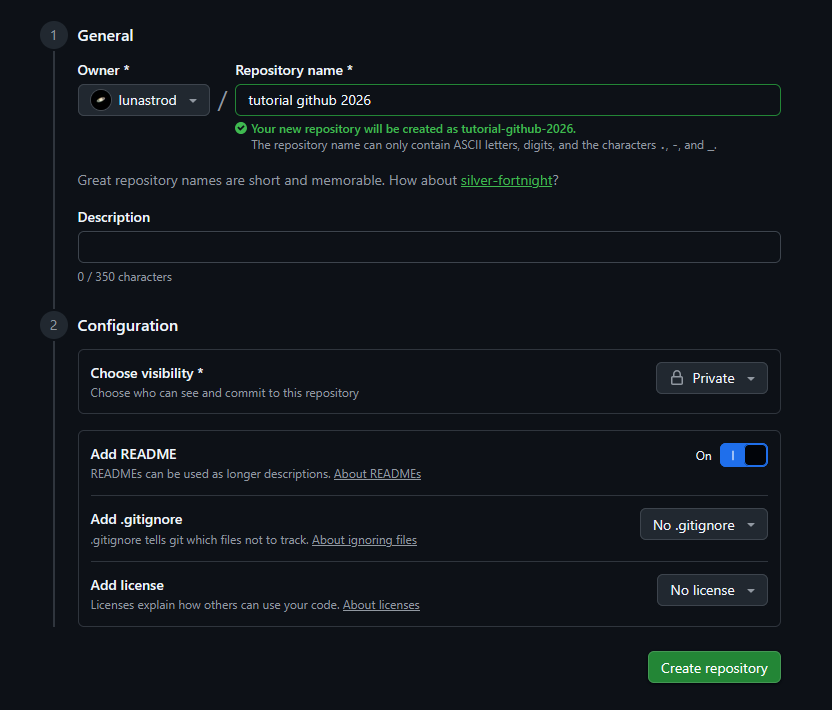 1 General
Owner * Repository name *
lunastrod / tutorial github 2026
Your new repository will be created as tutorial-github-2026.
The repository name can only contain ASCII letters, digits, and the characters ., -, and _.
Great repository names are short and memorable. How about silver-fortnight?
Description
0 / 350 characters
2 Configuration
Choose visibility *
Choose who can see and commit to this repository
Private
Add README
READMEs can be used as longer descriptions. About READMEs
On
Add .gitignore
.gitignore tells git which files not to track. About ignoring files
No .gitignore
Add license
Licenses explain how others can use your code. About licenses
No license
Create repository